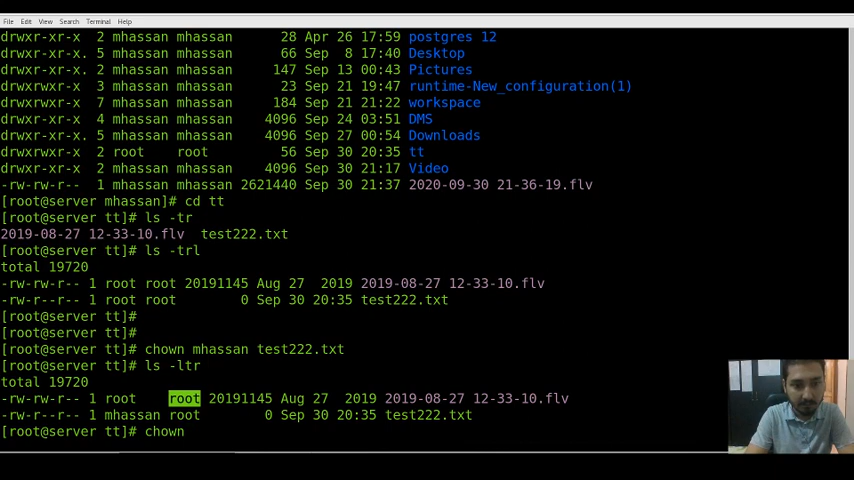 File Edit View Search Terminal Help
drwxr-xr-x 2 mhassan mhassan 28 Apr 26 17:59 postgres 12
drwxr-xr-x. 5 mhassan mhassan 66 Sep 8 17:40 Desktop
drwxr-xr-x. 2 mhassan mhassan 147 Sep 13 00:43 Pictures
drwxrwxr-x 3 mhassan mhassan 23 Sep 21 19:47 runtime-New_configuration(1)
drwxrwxr-x 7 mhassan mhassan 184 Sep 21 21:22 workspace
drwxr-xr-x 4 mhassan mhassan 4096 Sep 24 03:51 DMS
drwxr-xr-x. 5 mhassan mhassan 4096 Sep 27 00:54 Downloads
drwxrwxr-x 2 root root 56 Sep 30 20:35 tt
drwxrwxr-x 2 mhassan mhassan 4096 Sep 30 21:17 Video
-rw-rw-r-- 1 mhassan mhassan 2621440 Sep 30 21:37 2020-09-30 21-36-19.flv
[root@server mhassan]# cd tt
[root@server tt]# ls -tr
2019-08-27 12-33-10.flv test222.txt
[root@server tt]# ls -trl
total 19720
-rw-rw-r-- 1 root root 20191145 Aug 27 2019 2019-08-27 12-33-10.flv
-rw-r--r-- 1 root root 0 Sep 30 20:35 test222.txt
[root@server tt]#
[root@server tt]#
[root@server tt]# chown mhassan test222.txt
[root@server tt]# ls -ltr
total 19720
-rw-rw-r-- 1 root root 20191145 Aug 27 2019 2019-08-27 12-33-10.flv
-rw-r--r-- 1 mhassan root 0 Sep 30 20:35 test222.txt
[root@server tt]# chown